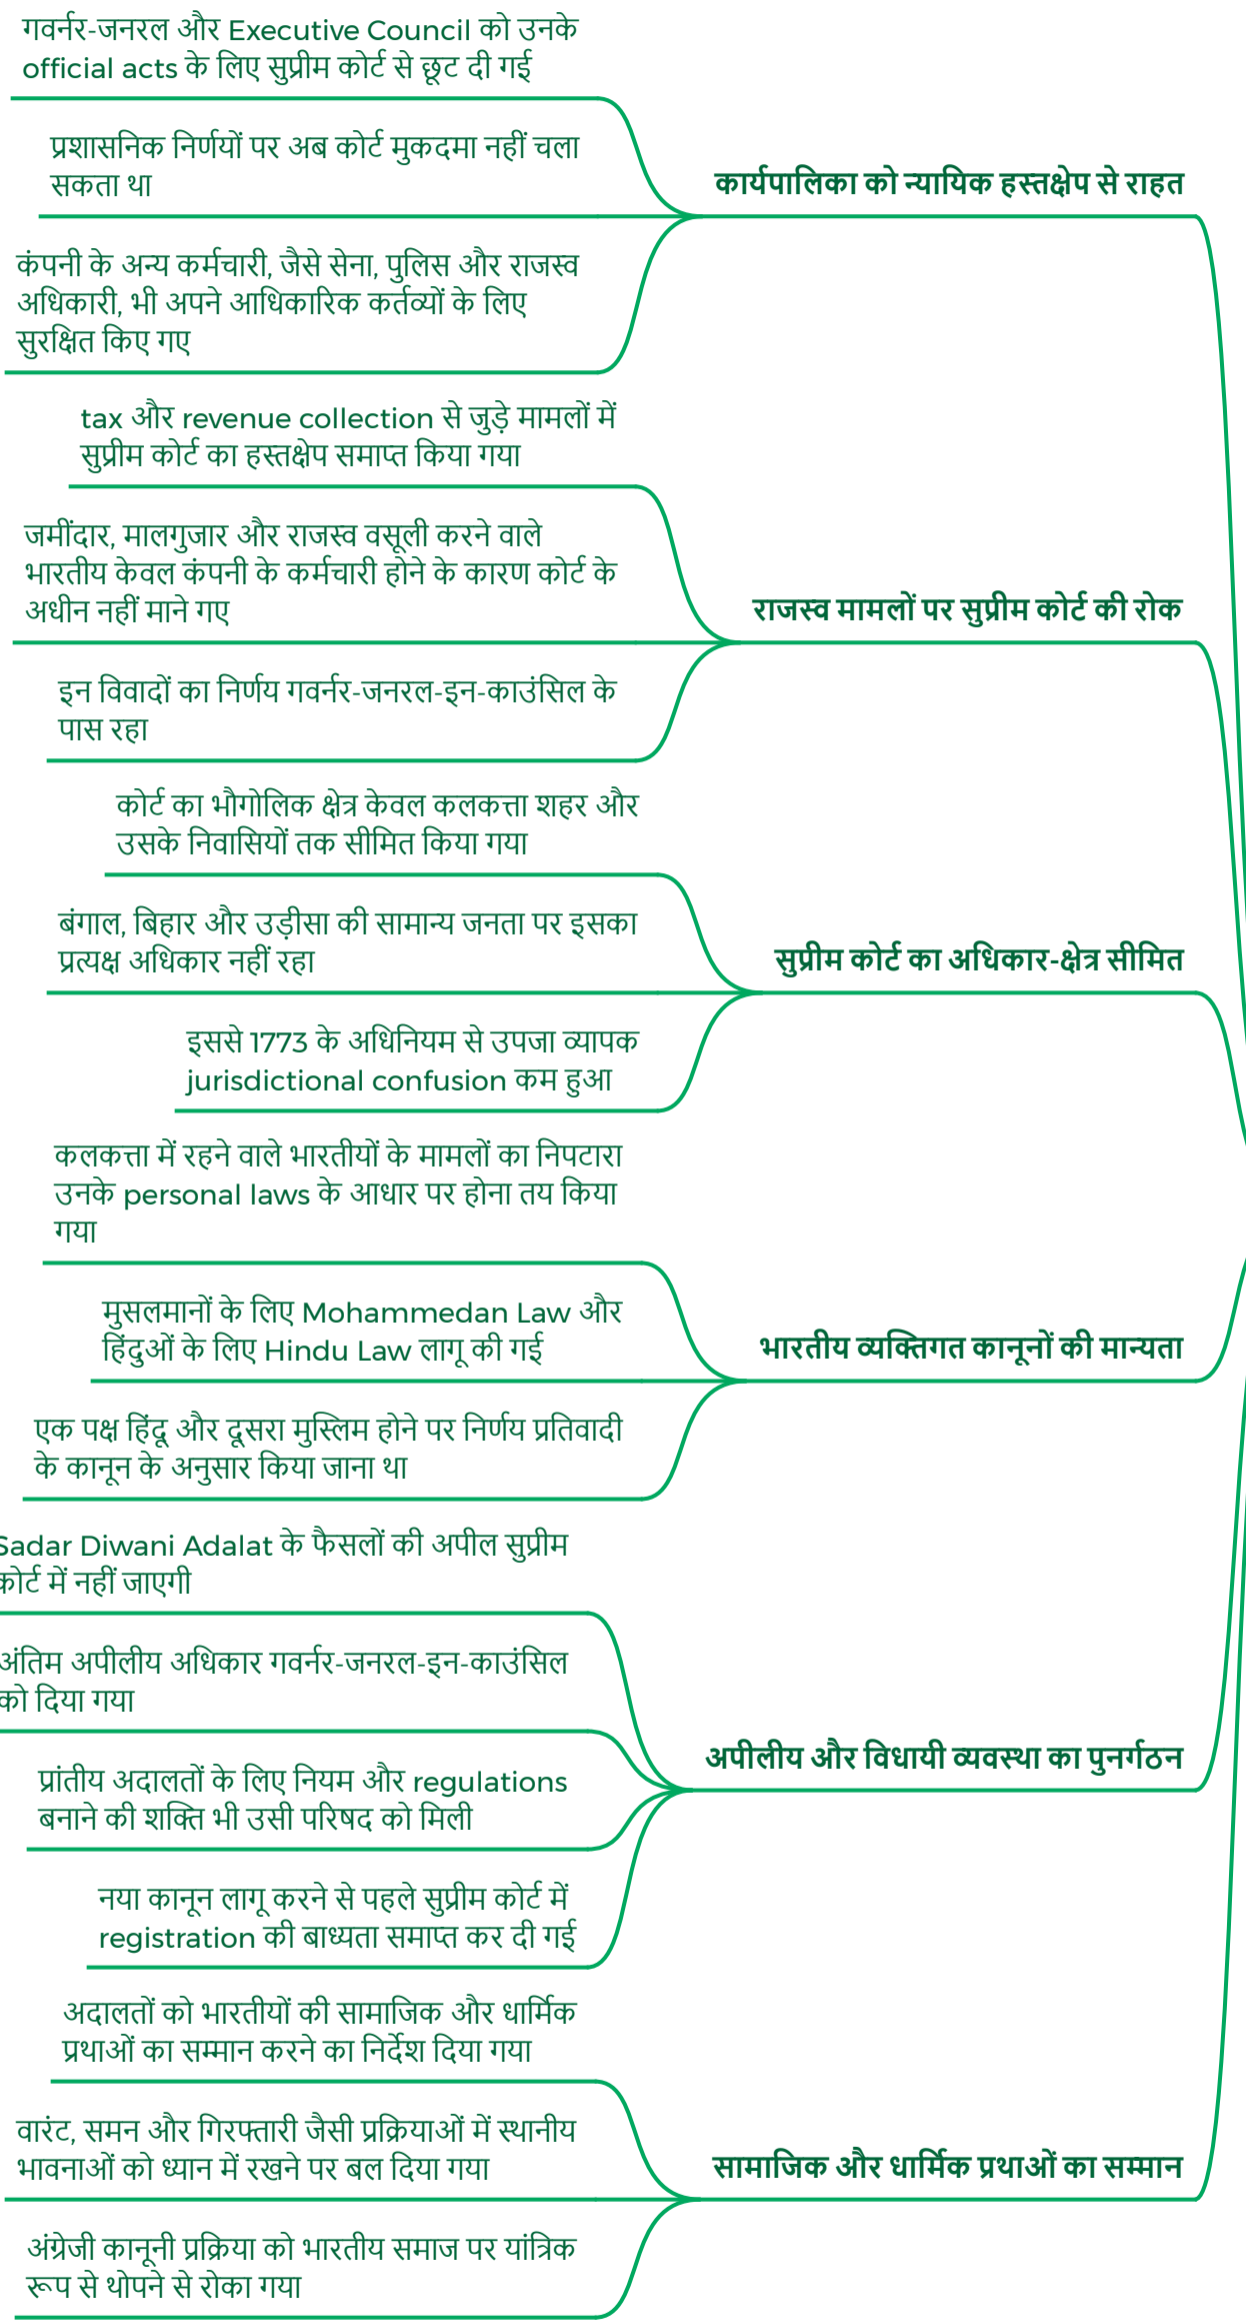 गवर्नर-जनरल और Executive Council को उनके
official acts के लिए सुप्रीम कोर्ट से छूट दी गई
प्रशासनिक निर्णयों पर अब कोर्ट मुकदमा नहीं चला
सकता था
कार्यपालिका को न्यायिक हस्तक्षेप से राहत
कंपनी के अन्य कर्मचारी, जैसे सेना, पुलिस और राजस्व
अधिकारी, भी अपने आधिकारिक कर्तव्यों के लिए
सुरक्षित किए गए
tax और revenue collection से जुड़े मामलों में
सुप्रीम कोर्ट का हस्तक्षेप समाप्त किया गया
जमींदार, मालगुजार और राजस्व वसूली करने वाले
भारतीय केवल कंपनी के कर्मचारी होने के कारण कोर्ट के
अधीन नहीं माने गए
राजस्व मामलों पर सुप्रीम कोर्ट की रोक
इन विवादों का निर्णय गवर्नर-जनरल-इन-काउंसिल के
पास रहा
कोर्ट का भौगोलिक क्षेत्र केवल कलकत्ता शहर और
उसके निवासियों तक सीमित किया गया
बंगाल, बिहार और उड़ीसा की सामान्य जनता पर इसका
प्रत्यक्ष अधिकार नहीं रहा
सुप्रीम कोर्ट का अधिकार-क्षेत्र सीमित
इससे 1773 के अधिनियम से उपजा व्यापक
jurisdictional confusion कम हुआ
कलकत्ता में रहने वाले भारतीयों के मामलों का निपटारा
उनके personal laws के आधार पर होना तय किया
गया
मुसलमानों के लिए Mohammedan Law और
हिंदुओं के लिए Hindu Law लागू की गई
भारतीय व्यक्तिगत कानूनों की मान्यता
एक पक्ष हिंदू और दूसरा मुस्लिम होने पर निर्णय प्रतिवादी
के कानून के अनुसार किया जाना था
Sadar Diwani Adalat के फैसलों की अपील सुप्रीम
कोर्ट में नहीं जाएगी
अंतिम अपीलीय अधिकार गवर्नर-जनरल-इन-काउंसिल
को दिया गया
अपीलीय और विधायी व्यवस्था का पुनर्गठन
प्रांतीय अदालतों के लिए नियम और regulations
बनाने की शक्ति भी उसी परिषद को मिली
नया कानून लागू करने से पहले सुप्रीम कोर्ट में
registration की बाध्यता समाप्त कर दी गई
अदालतों को भारतीयों की सामाजिक और धार्मिक
प्रथाओं का सम्मान करने का निर्देश दिया गया
वारंट, समन और गिरफ्तारी जैसी प्रक्रियाओं में स्थानीय
भावनाओं को ध्यान में रखने पर बल दिया गया
सामाजिक और धार्मिक प्रथाओं का सम्मान
अंग्रेजी कानूनी प्रक्रिया को भारतीय समाज पर यांत्रिक
रूप से थोपने से रोका गया